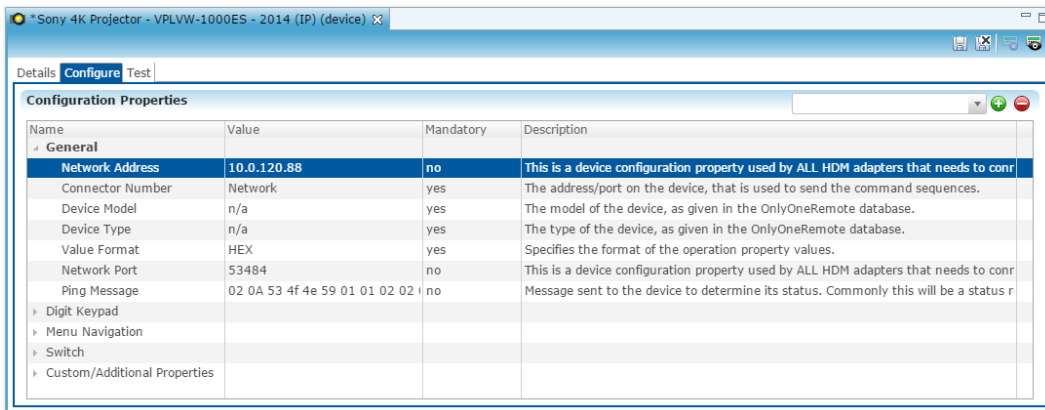 *Sony 4K Projector - VPLVW-1000ES - 2014 (IP) (device)
Details Configure Test
Configuration Properties
Name Value Mandatory Description
General
Network Address 10.0.120.88 no This is a device configuration property used by ALL HDM adapters that needs to conr
Connector Number Network yes The address/port on the device, that is used to send the command sequences.
Device Model n/a yes The model of the device, as given in the OnlyOneRemote database.
Device Type n/a yes The type of the device, as given in the OnlyOneRemote database.
Value Format HEX yes Specifies the format of the operation property values.
Network Port 53484 no This is a device configuration property used by ALL HDM adapters that needs to conr
Ping Message 02 0A 53 4f 4e 59 01 01 02 02 no Message sent to the device to determine its status. Commonly this will be a status r
Digit Keypad
Menu Navigation
Switch
Custom/Additional Properties